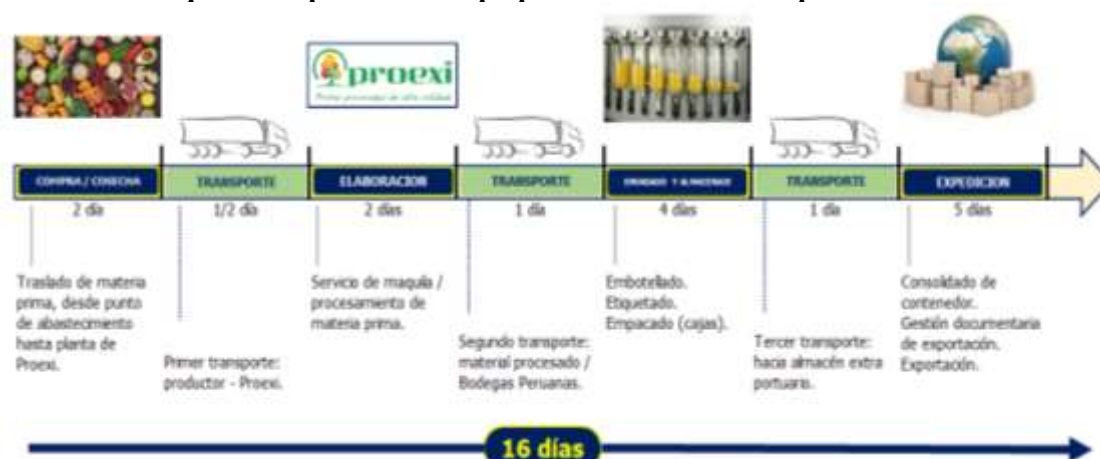 proexi
COMPRA / COSECHA
TRANSPORTE
ELABORACION
TRANSPORTE
TRANSPORTE
EXPEDICION
2 día
1/2 día
2 días
1 día
4 días
1 día
5 días
Traslado de materia
prima, desde punto
de abastecimiento
hasta planta de
Proexi.
Primer transporte:
productor - Proexi.
Servicio de maquila /
procesamiento de
materia prima.
Segundo transporte:
material procesado /
Bodegas Peruanas.
Embotellado.
Etiquetado.
Empacado (cajas).
Tercer transporte:
hacia almacén extra
portuario.
Consolidado de
contenedor.
Gestión documentaria
de exportación.
Exportación.
16 días